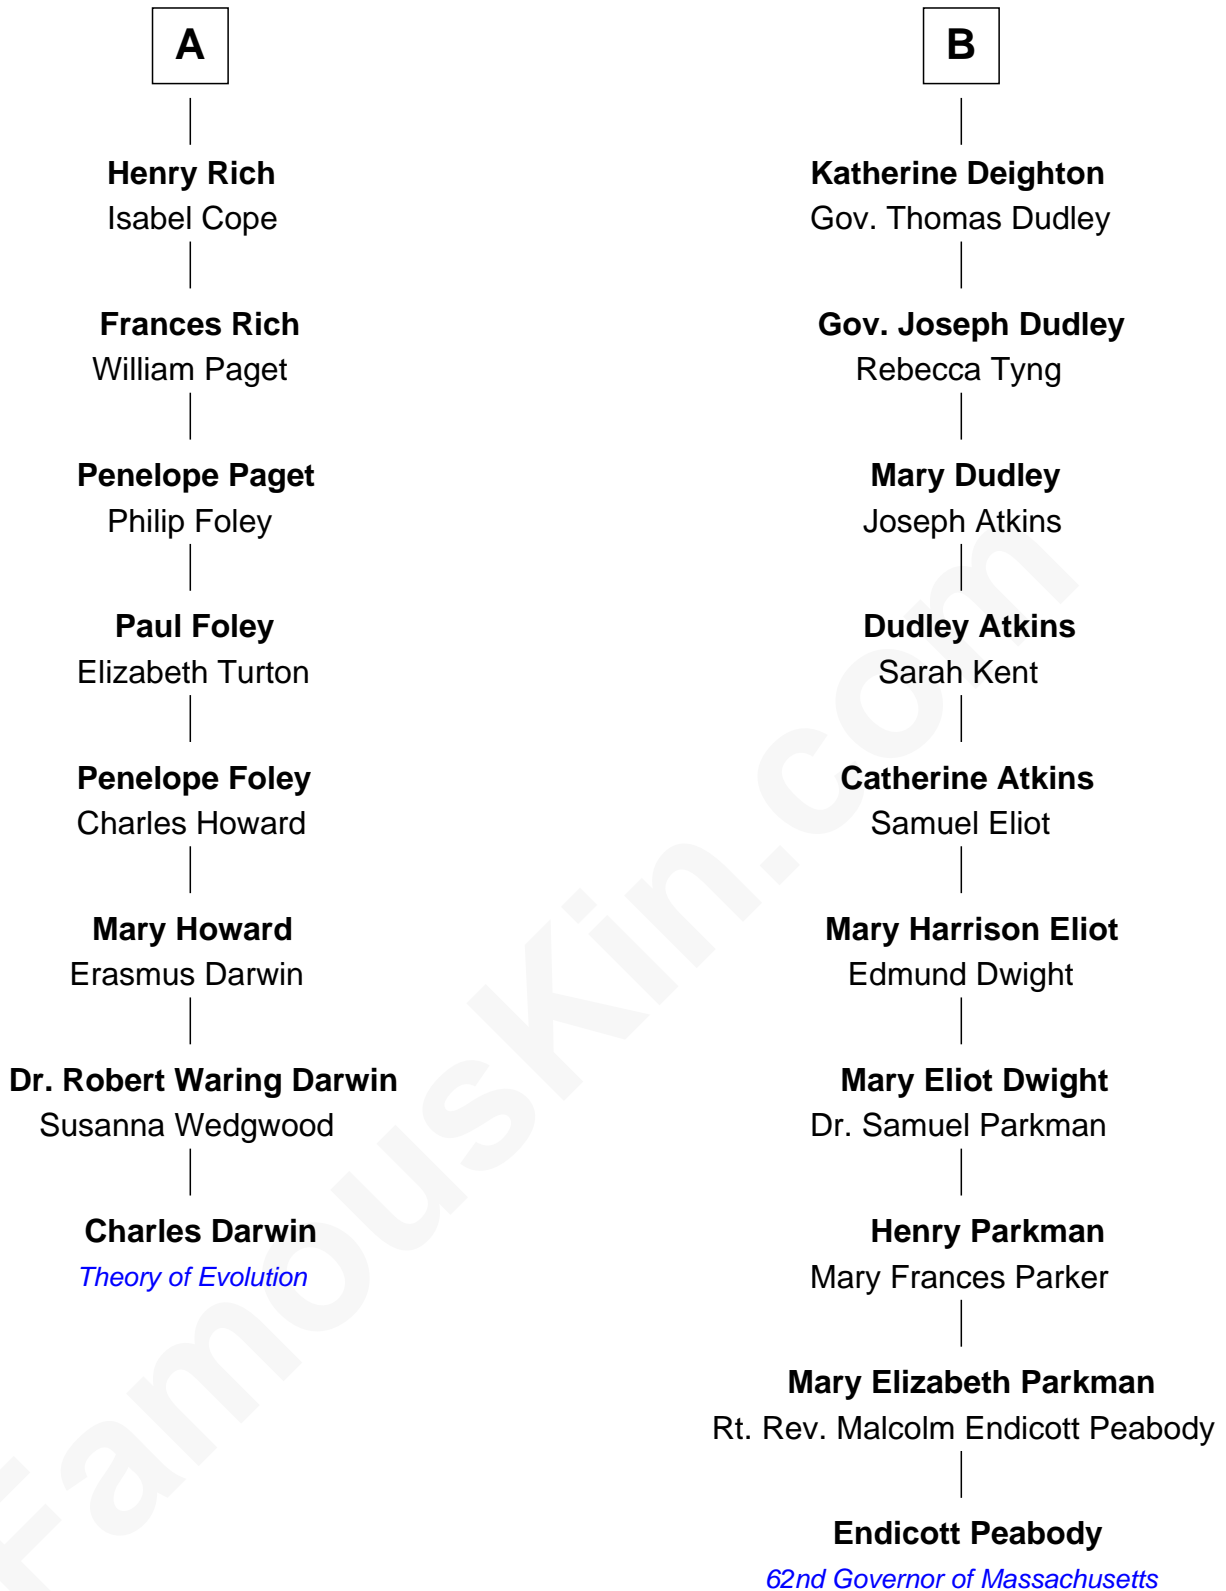 A
Henry Rich
Isabel Cope
Frances Rich
William Paget
Penelope Paget
Philip Foley
Paul Foley
Elizabeth Turton
Penelope Foley
Charles Howard
Mary Howard
Erasmus Darwin
Dr. Robert Waring Darwin
Susanna Wedgwood
Charles Darwin
Theory of Evolution
B
Katherine Deighton
Gov. Thomas Dudley
Gov. Joseph Dudley
Rebecca Tyng
Mary Dudley
Joseph Atkins
Dudley Atkins
Sarah Kent
Catherine Atkins
Samuel Eliot
Mary Harrison Eliot
Edmund Dwight
Mary Eliot Dwight
Dr. Samuel Parkman
Henry Parkman
Mary Frances Parker
Mary Elizabeth Parkman
Rt. Rev. Malcolm Endicott Peabody
Endicott Peabody
62nd Governor of Massachusetts
FamousKin.com